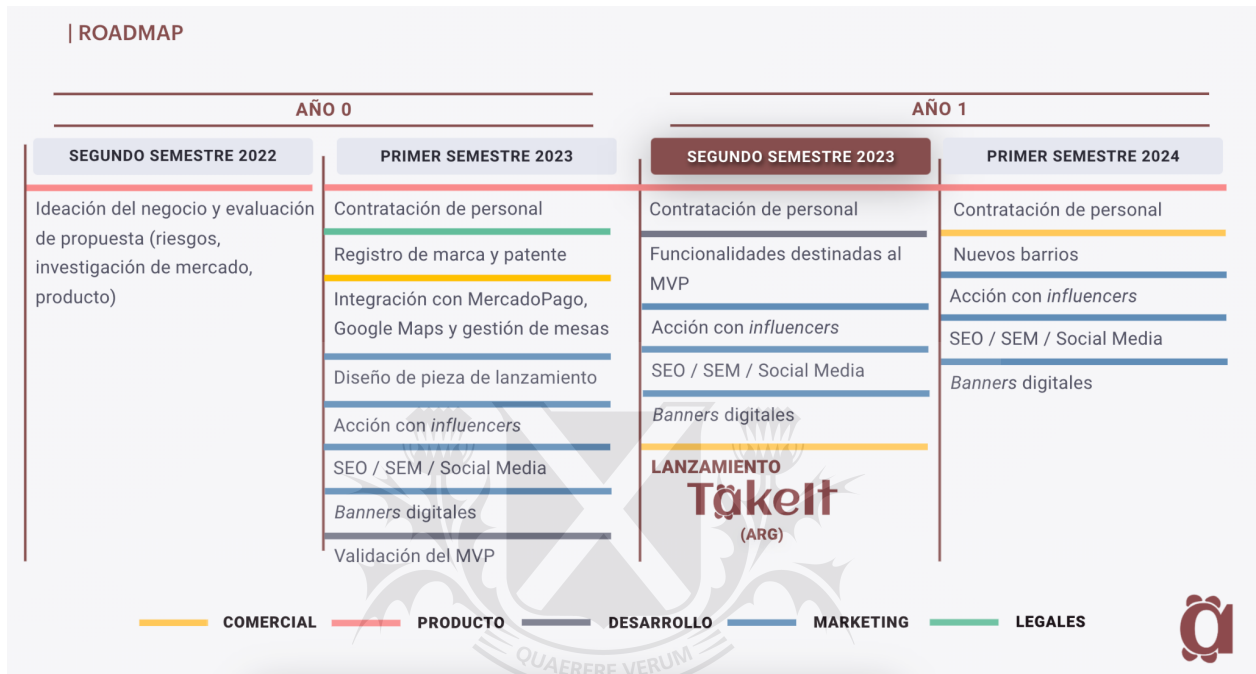 | ROADMAP
AÑO 0
AÑO 1
SEGUNDO SEMESTRE 2022
PRIMER SEMESTRE 2023
SEGUNDO SEMESTRE 2023
PRIMER SEMESTRE 2024
Ideación del negocio y evaluación
de propuesta (riesgos,
investigación de mercado,
producto)
Contratación de personal
Registro de marca y patente
Integración con MercadoPago,
Google Maps y gestión de mesas
Diseño de pieza de lanzamiento
Acción con influencers
SEO / SEM / Social Media
Banners digitales
Validación del MVP
Contratación de personal
Funcionalidades destinadas al
MVP
Acción con influencers
SEO / SEM / Social Media
Banners digitales
LANZAMIENTO
TakeIt
(ARG)
Contratación de personal
Nuevos barrios
Acción con influencers
SEO / SEM / Social Media
Banners digitales
COMERCIAL
PRODUCTO
DESARROLLO
MARKETING
LEGALES
a
QUAERERE VERUM